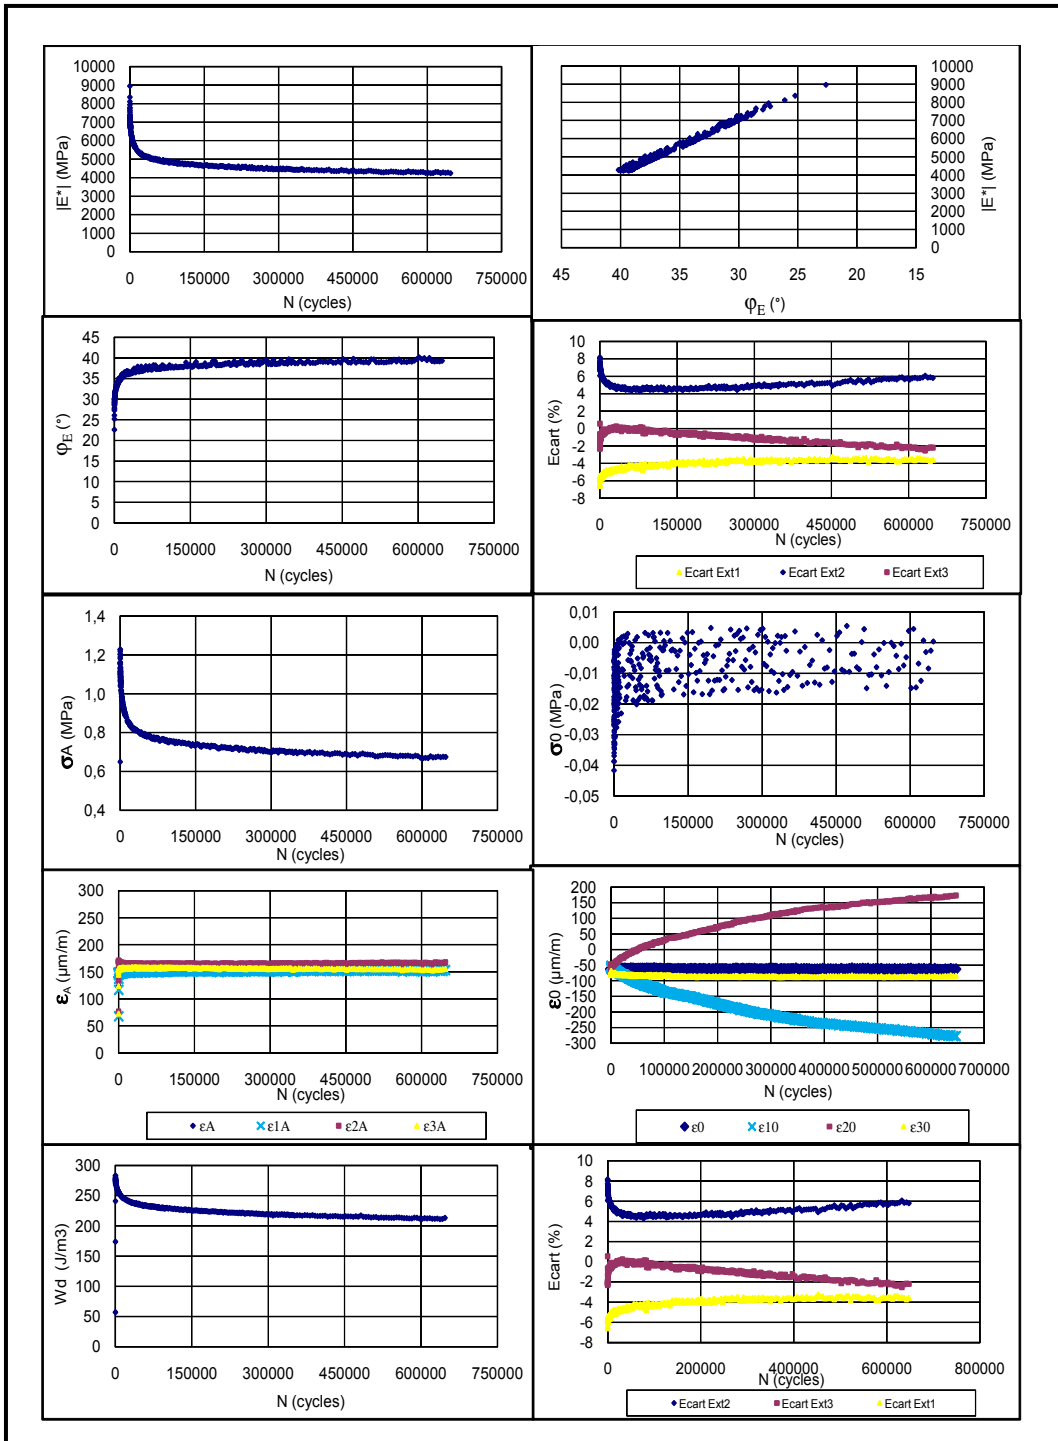 10000
9000
8000
7000
6000
5000
4000
3000
2000
1000
0
|E*| (MPa)
0 150000 300000 450000 600000 750000
N (cycles)
10000
9000
8000
7000
6000
5000
4000
3000
2000
1000
0
|E*| (MPa)
45 40 35 30 25 20 15
φE (°)
45
40
35
30
25
20
15
10
5
0
φE (°)
0 150000 300000 450000 600000 750000
N (cycles)
10
8
6
4
2
0
-2
-4
-6
-8
Ecart (%)
0 150000 300000 450000 600000 750000
N (cycles)
Ecart Ext1 Ecart Ext2 Ecart Ext3
1,4
1,2
1,0
0,8
0,6
0,4
σA (MPa)
0 150000 300000 450000 600000 750000
N (cycles)
0,01
0,00
-0,01
-0,02
-0,03
-0,04
-0,05
σ0 (MPa)
0 150000 300000 450000 600000 750000
N (cycles)
300
250
200
150
100
50
0
εA (µm/m)
0 150000 300000 450000 600000 750000
N (cycles)
εA ε1A ε2A ε3A
200
150
100
50
0
-50
-100
-150
-200
-250
-300
ε0 (µm/m)
0 100000 200000 300000 400000 500000 600000 700000
N (cycles)
ε0 ε10 ε20 ε30
300
250
200
150
100
50
0
Wd (J/m3)
0 150000 300000 450000 600000 750000
N (cycles)
10
8
6
4
2
0
-2
-4
-6
-8
Ecart (%)
0 200000 400000 600000 800000
N (cycles)
Ecart Ext2 Ecart Ext3 Ecart Ext1